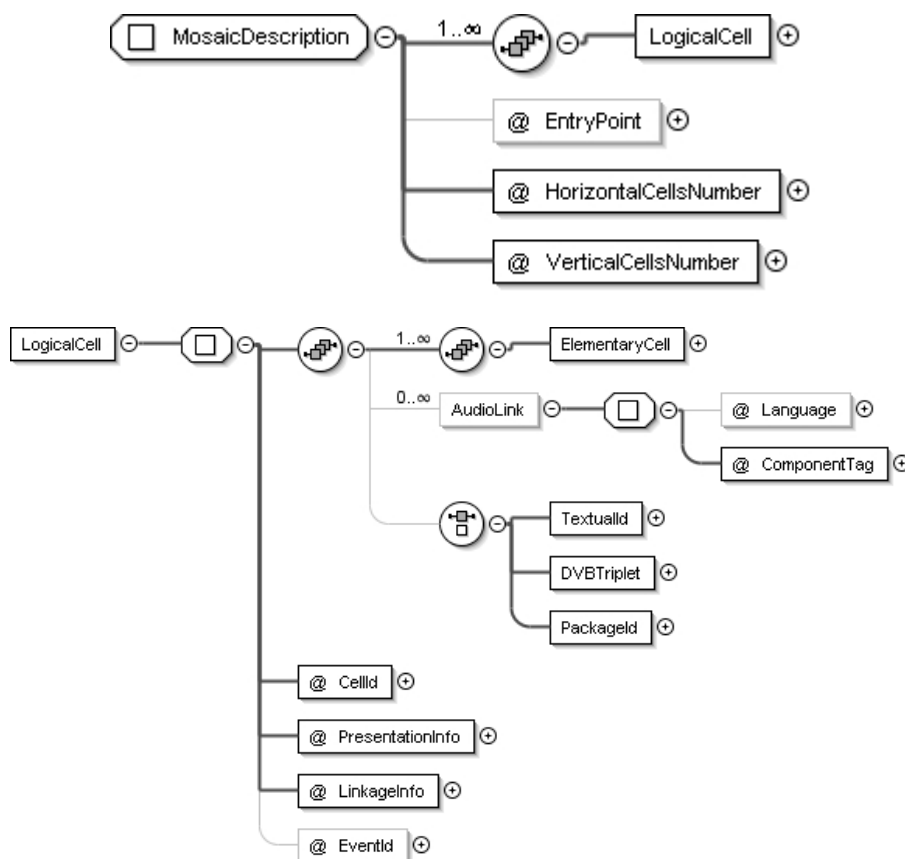 MosaicDescription
1..∞
LogicalCell
@ EntryPoint
@ HorizontalCellsNumber
@ VerticalCellsNumber
LogicalCell
1..∞
ElementaryCell
0..∞
AudioLink
@ Language
@ ComponentTag
TextualId
DVBTriplet
PackageId
@ CellId
@ PresentationInfo
@ LinkageInfo
@ EventId